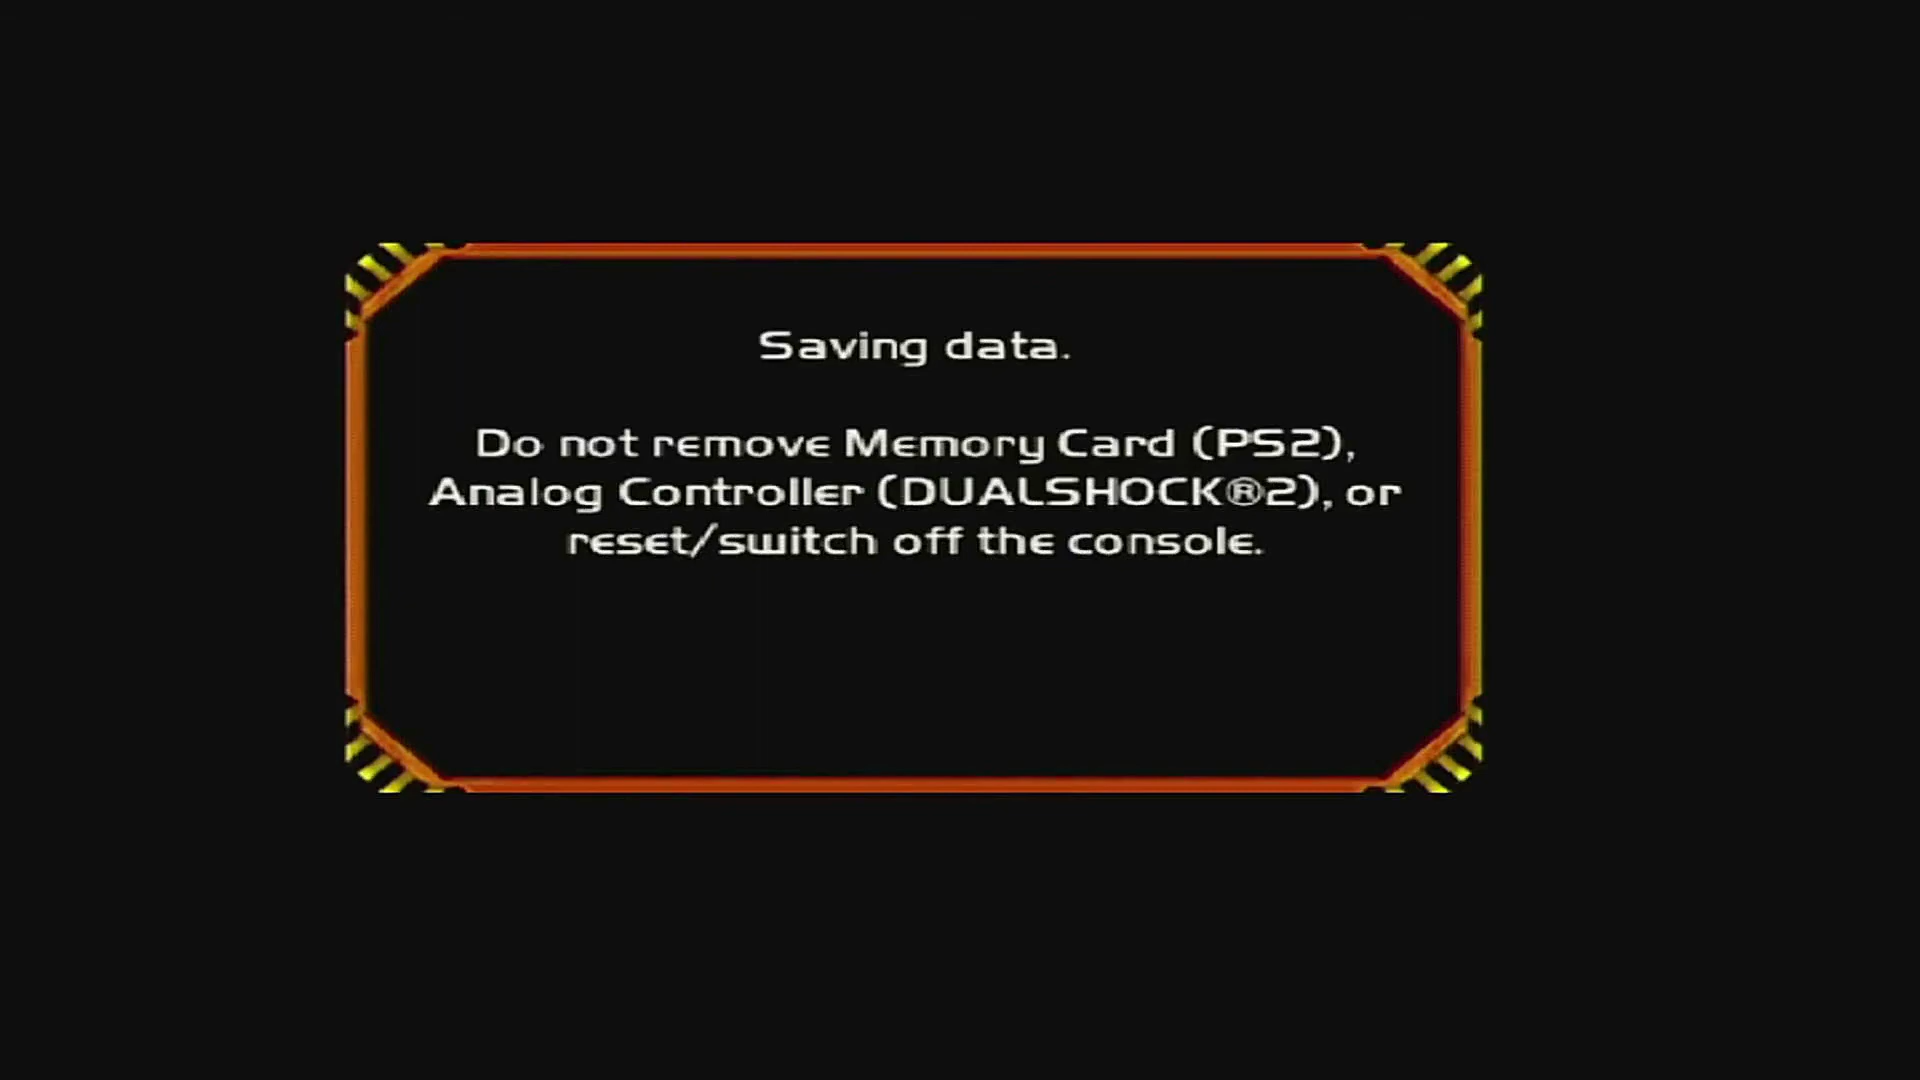 Saving data.
Do not remove Memory Card (PS2),
Analog Controller (DUALSHOCK®2), or
reset/switch off the console.